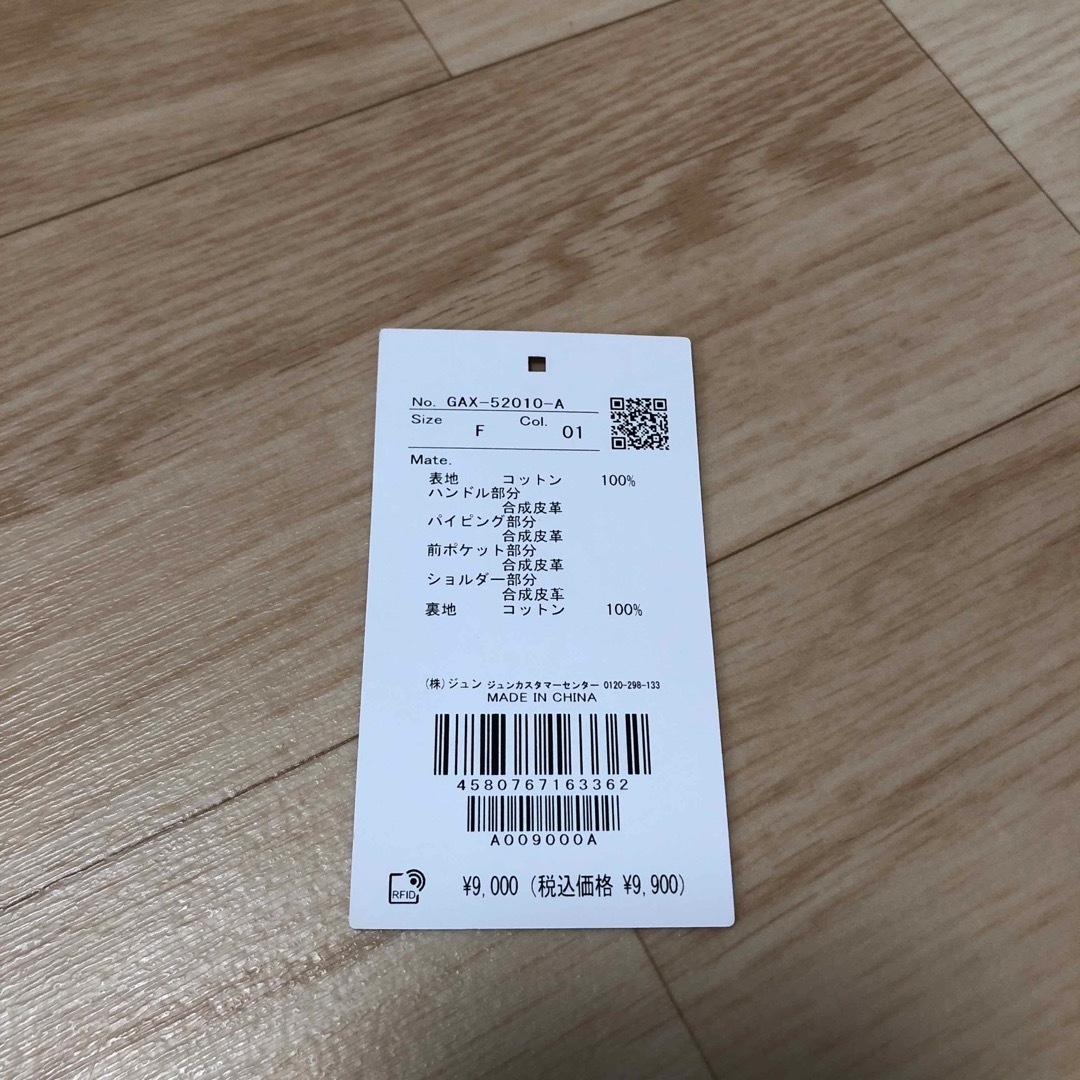 No. GAX-52010-A
Size F Col. 01
Mate.
表地 コットン 100%
ハンドル部分
合成皮革
パイピング部分
合成皮革
前ポケット部分
合成皮革
ショルダー部分
合成皮革
裏地 コットン 100%
(株)ジュン ジュンカスタマーセンター 0120-298-133
MADE IN CHINA
4580767163362
A009000A
RFID ¥9,000 (税込価格 ¥9,900)